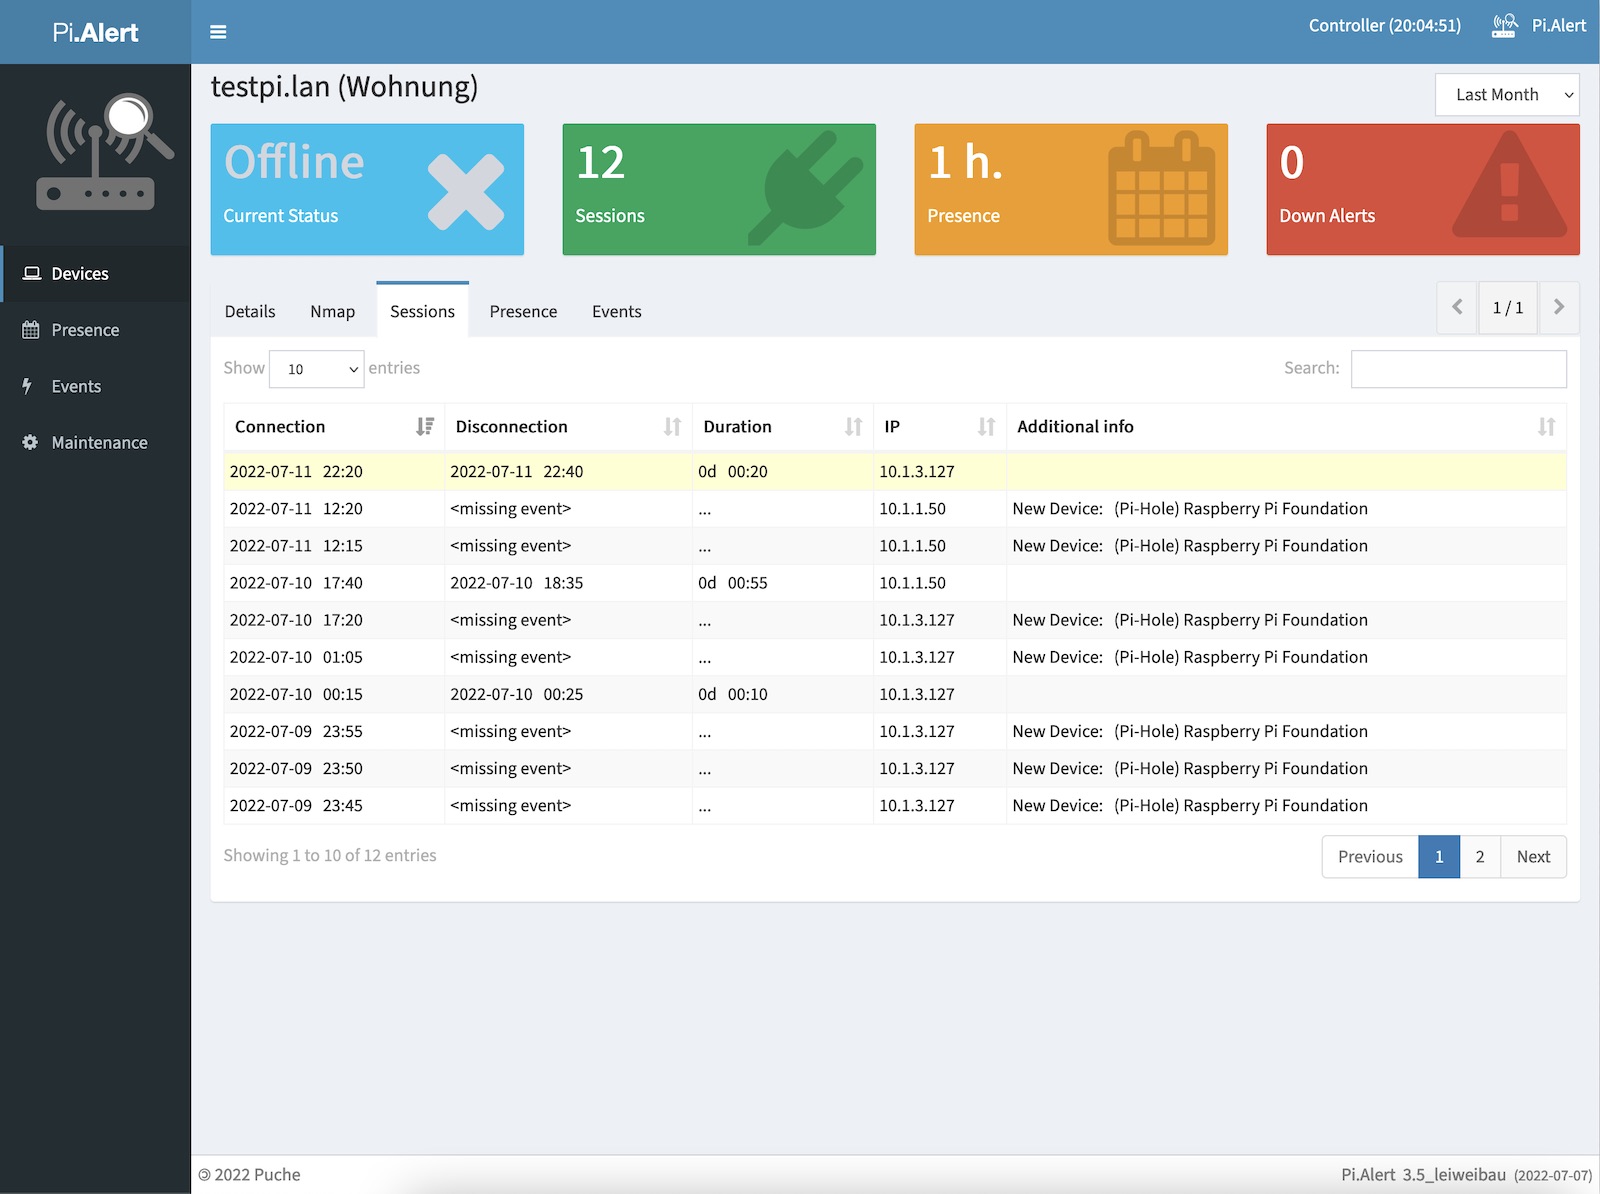 Pi.Alert
Controller (20:04:51)
Pi.Alert
testpi.lan (Wohnung)
Last Month
Offline
Current Status
12
Sessions
1 h.
Presence
0
Down Alerts
Devices
Presence
Events
Maintenance
Details Nmap Sessions Presence Events
1 / 1
Show 10 entries
Search:
Connection Disconnection Duration IP Additional info
2022-07-11 22:20 2022-07-11 22:40 0d 00:20 10.1.3.127
2022-07-11 12:20 <missing event> ... 10.1.1.50 New Device: (Pi-Hole) Raspberry Pi Foundation
2022-07-11 12:15 <missing event> ... 10.1.1.50 New Device: (Pi-Hole) Raspberry Pi Foundation
2022-07-10 17:40 2022-07-10 18:35 0d 00:55 10.1.1.50
2022-07-10 17:20 <missing event> ... 10.1.3.127 New Device: (Pi-Hole) Raspberry Pi Foundation
2022-07-10 01:05 <missing event> ... 10.1.3.127 New Device: (Pi-Hole) Raspberry Pi Foundation
2022-07-10 00:15 2022-07-10 00:25 0d 00:10 10.1.3.127
2022-07-09 23:55 <missing event> ... 10.1.3.127 New Device: (Pi-Hole) Raspberry Pi Foundation
2022-07-09 23:50 <missing event> ... 10.1.3.127 New Device: (Pi-Hole) Raspberry Pi Foundation
2022-07-09 23:45 <missing event> ... 10.1.3.127 New Device: (Pi-Hole) Raspberry Pi Foundation
Showing 1 to 10 of 12 entries
Previous 1 2 Next
🄯 2022 Puche
Pi.Alert 3.5_leiweibau (2022-07-07)